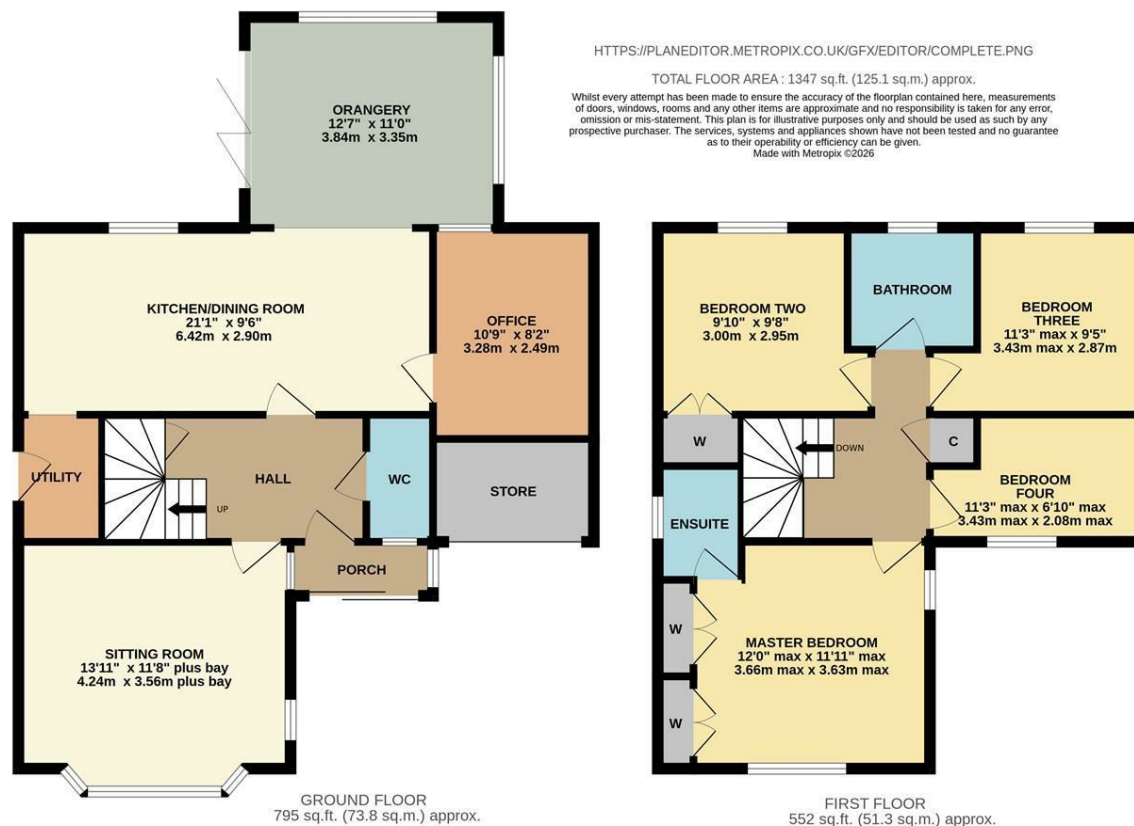 HTTPS://PLANEDITOR.METROPIX.CO.UK/GFX/EDITOR/COMPLETE.PNG
TOTAL FLOOR AREA : 1347 sq.ft. (125.1 sq.m.) approx.
Whilst every attempt has been made to ensure the accuracy of the floorplan contained here, measurements
of doors, windows, rooms and any other items are approximate and no responsibility is taken for any error,
omission or mis-statement. This plan is for illustrative purposes only and should be used as such by any
prospective purchaser. The services, systems and appliances shown have not been tested and no guarantee
as to their operability or efficiency can be given.
Made with Metropix ©2026
ORANGERY
12'7" x 11'0"
3.84m x 3.35m
KITCHEN/DINING ROOM
21'1" x 9'6"
6.42m x 2.90m
OFFICE
10'9" x 8'2"
3.28m x 2.49m
UTILITY
UP
HALL
WC
STORE
PORCH
SITTING ROOM
13'11" x 11'8" plus bay
4.24m x 3.56m plus bay
GROUND FLOOR
795 sq.ft. (73.8 sq.m.) approx.
BEDROOM TWO
9'10" x 9'8"
3.00m x 2.95m
BATHROOM
BEDROOM
THREE
11'3" max x 9'5"
3.43m max x 2.87m
W
DOWN
C
BEDROOM
FOUR
11'3" max x 6'10" max
3.43m max x 2.08m max
ENSUITE
W
W
MASTER BEDROOM
12'0" max x 11'11" max
3.66m max x 3.63m max
FIRST FLOOR
552 sq.ft. (51.3 sq.m.) approx.